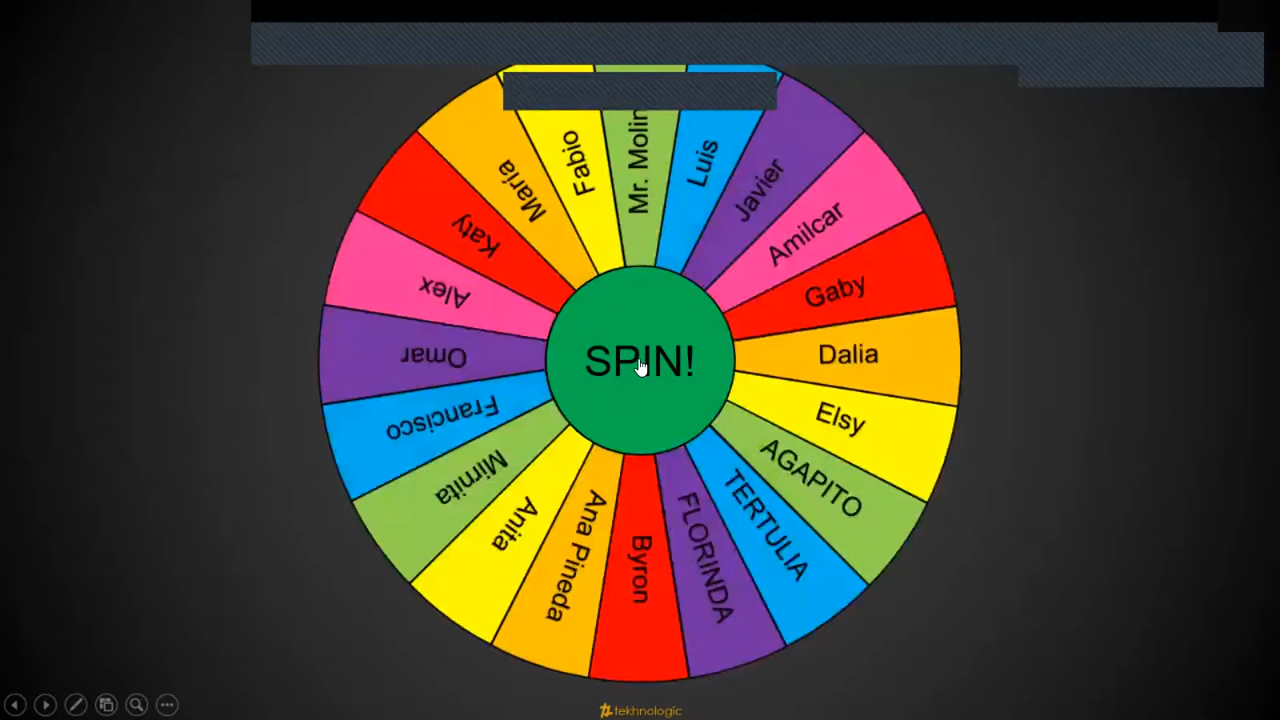 Mr. Molin
Luis
Javier
Amilcar
Gaby
Dalia
Elsy
AGAPITO
TERTULIA
FLORINDA
Byron
Ana Pineda
Anita
Mirnita
Francisco
Omar
Alex
Katy
María
Fabio
SPIN!
tekhnologic